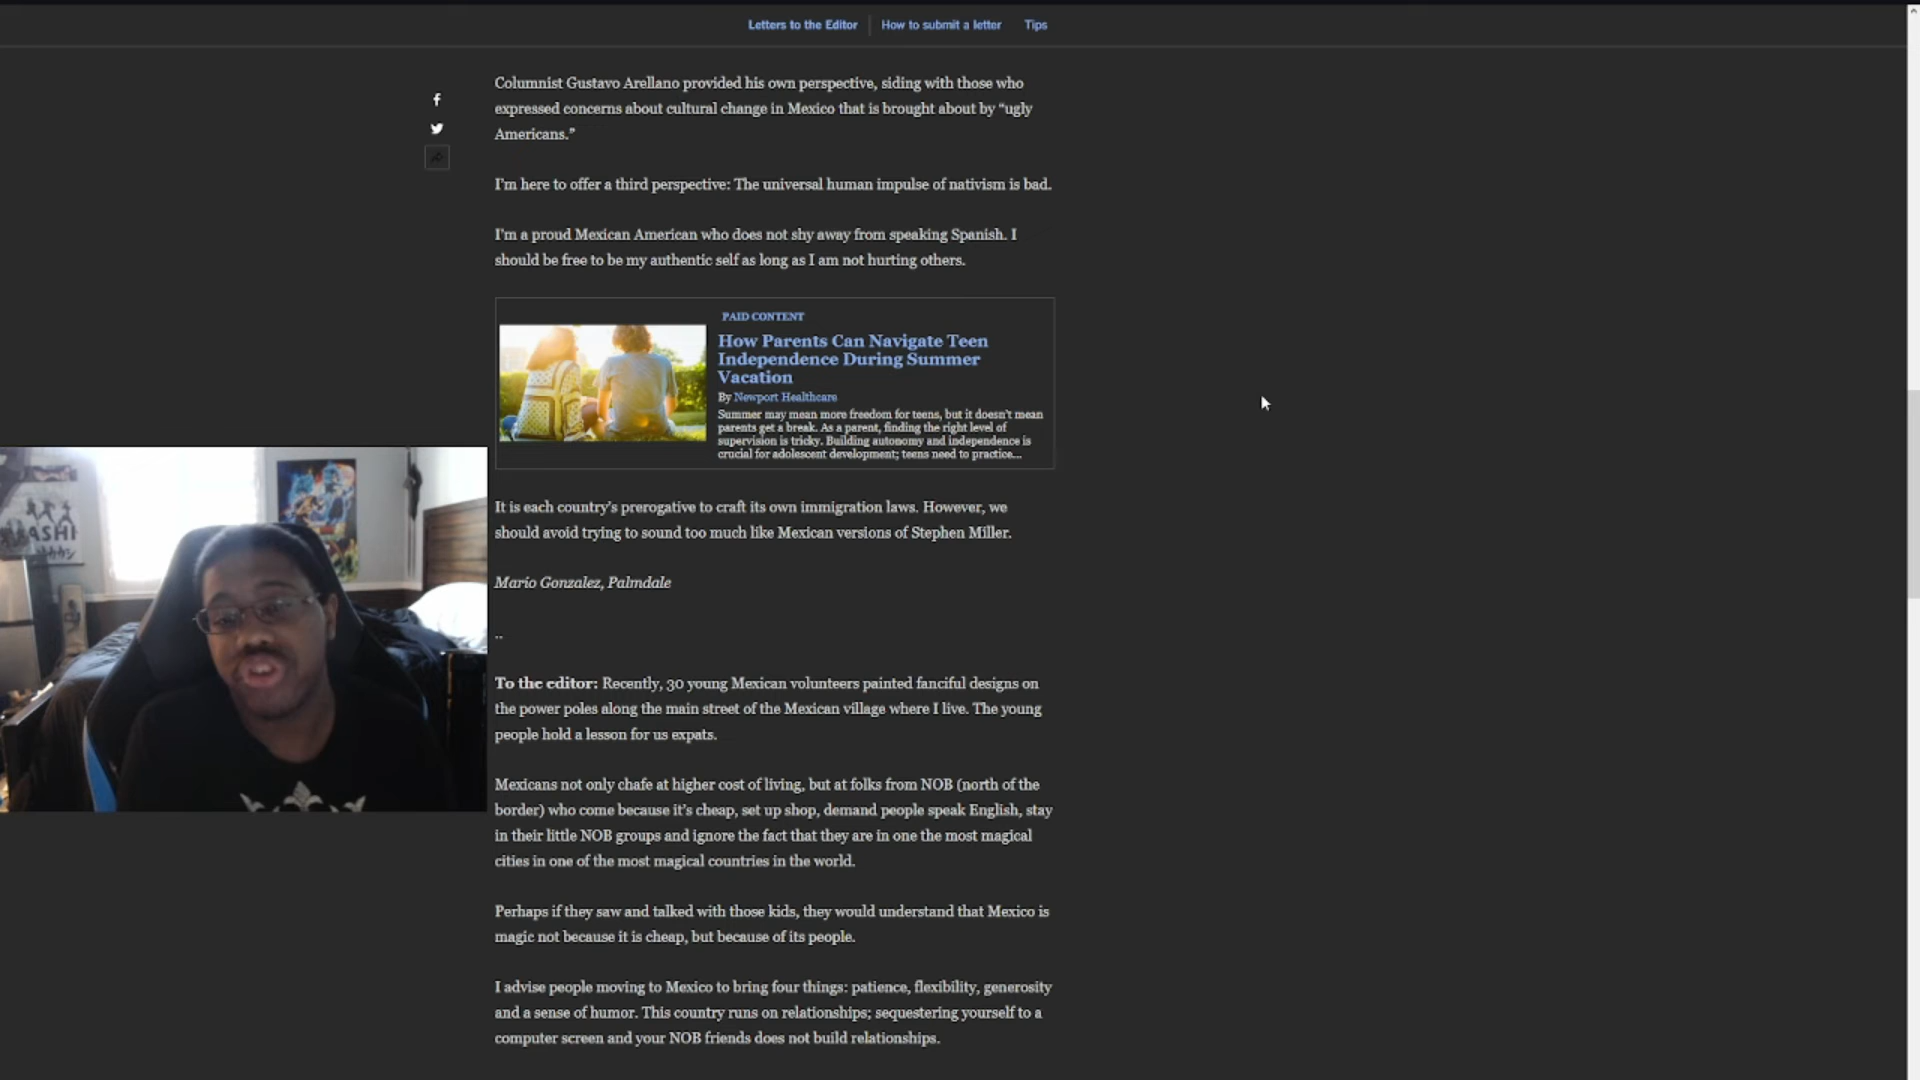 Letters to the Editor
How to submit a letter
Tips
Columnist Gustavo Arellano provided his own perspective, siding with those who
expressed concerns about cultural change in Mexico that is brought about by “ugly
Americans.”
I'm here to offer a third perspective: The universal human impulse of nativism is bad.
I'm a proud Mexican American who does not shy away from speaking Spanish. I
should be free to be my authentic self as long as I am not hurting others.
PAID CONTENT
How Parents Can Navigate Teen
Independence During Summer
Vacation
By Newport Healthcare
Summer may mean more freedom for teens, but it doesn't mean
parents get a break. As a parent, finding the right level of
supervision is tricky. Building autonomy and independence is
crucial for adolescent development; teens need to practice...
It is each country's prerogative to craft its own immigration laws. However, we
should avoid trying to sound too much like Mexican versions of Stephen Miller.
Mario Gonzalez, Palmdale
..
To the editor: Recently, 30 young Mexican volunteers painted fanciful designs on
the power poles along the main street of the Mexican village where I live. The young
people hold a lesson for us expats.
Mexicans not only chafe at higher cost of living, but at folks from NOB (north of the
border) who come because it's cheap, set up shop, demand people speak English, stay
in their little NOB groups and ignore the fact that they are in one the most magical
cities in one of the most magical countries in the world.
Perhaps if they saw and talked with those kids, they would understand that Mexico is
magic not because it is cheap, but because of its people.
I advise people moving to Mexico to bring four things: patience, flexibility, generosity
and a sense of humor. This country runs on relationships; sequestering yourself to a
computer screen and your NOB friends does not build relationships.